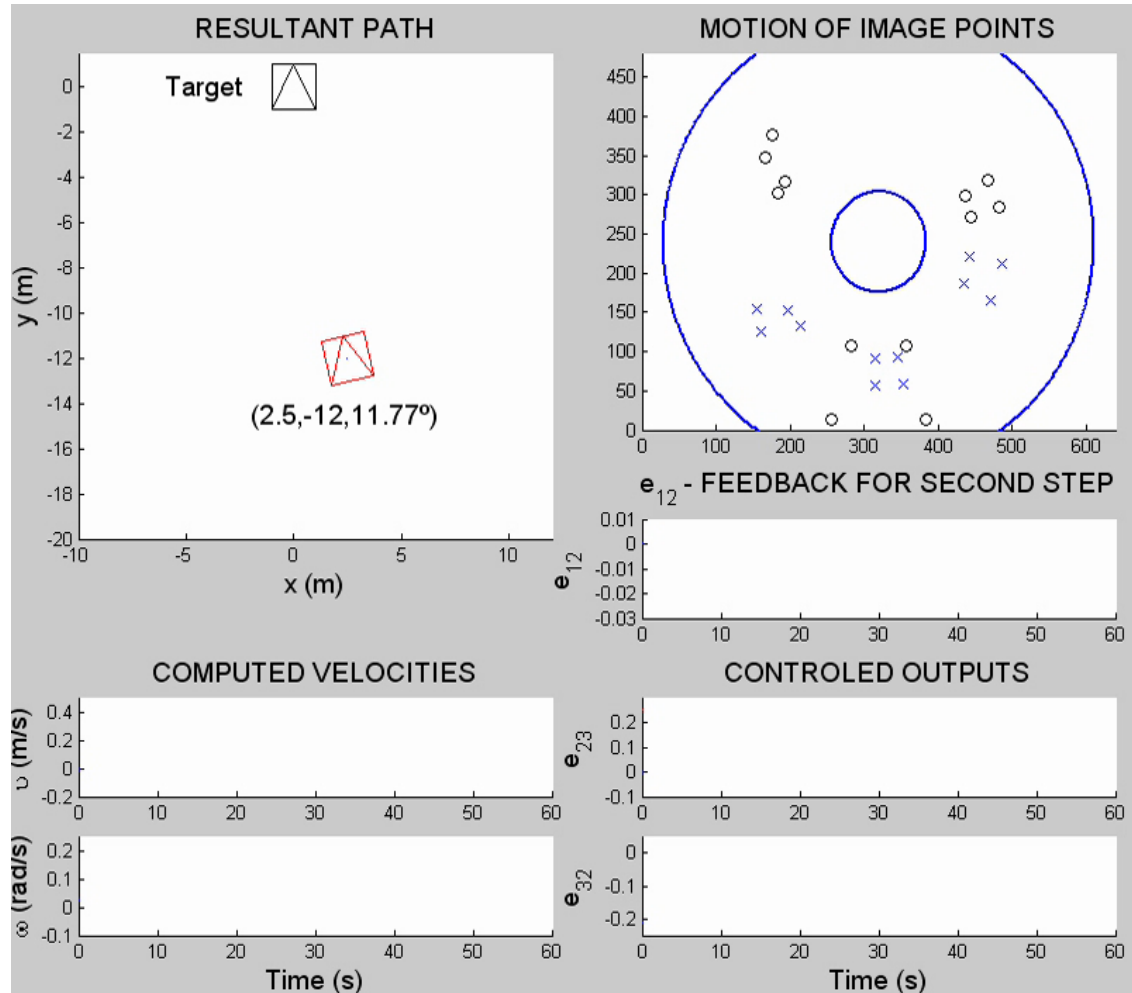 RESULTANT PATH
Target
0
-2
-4
-6
-8
-10
-12
-14
-16
-18
-20
y (m)
(2.5,-12,11.77º)
-10 -5 0 5 10
x (m)
MOTION OF IMAGE POINTS
450
400
350
300
250
200
150
100
50
0
100 200 300 400 500 600
e12 - FEEDBACK FOR SECOND STEP
e12
0.01
0
-0.01
-0.02
-0.03
0 10 20 30 40 50 60
COMPUTED VELOCITIES
υ (m/s)
0.4
0.2
0
-0.2
0 10 20 30 40 50 60
ω (rad/s)
0.2
0.1
0
-0.1
0 10 20 30 40 50 60
Time (s)
CONTROLED OUTPUTS
e23
0.2
0.1
0
-0.1
0 10 20 30 40 50 60
e32
0
-0.1
-0.2
0 10 20 30 40 50 60
Time (s)